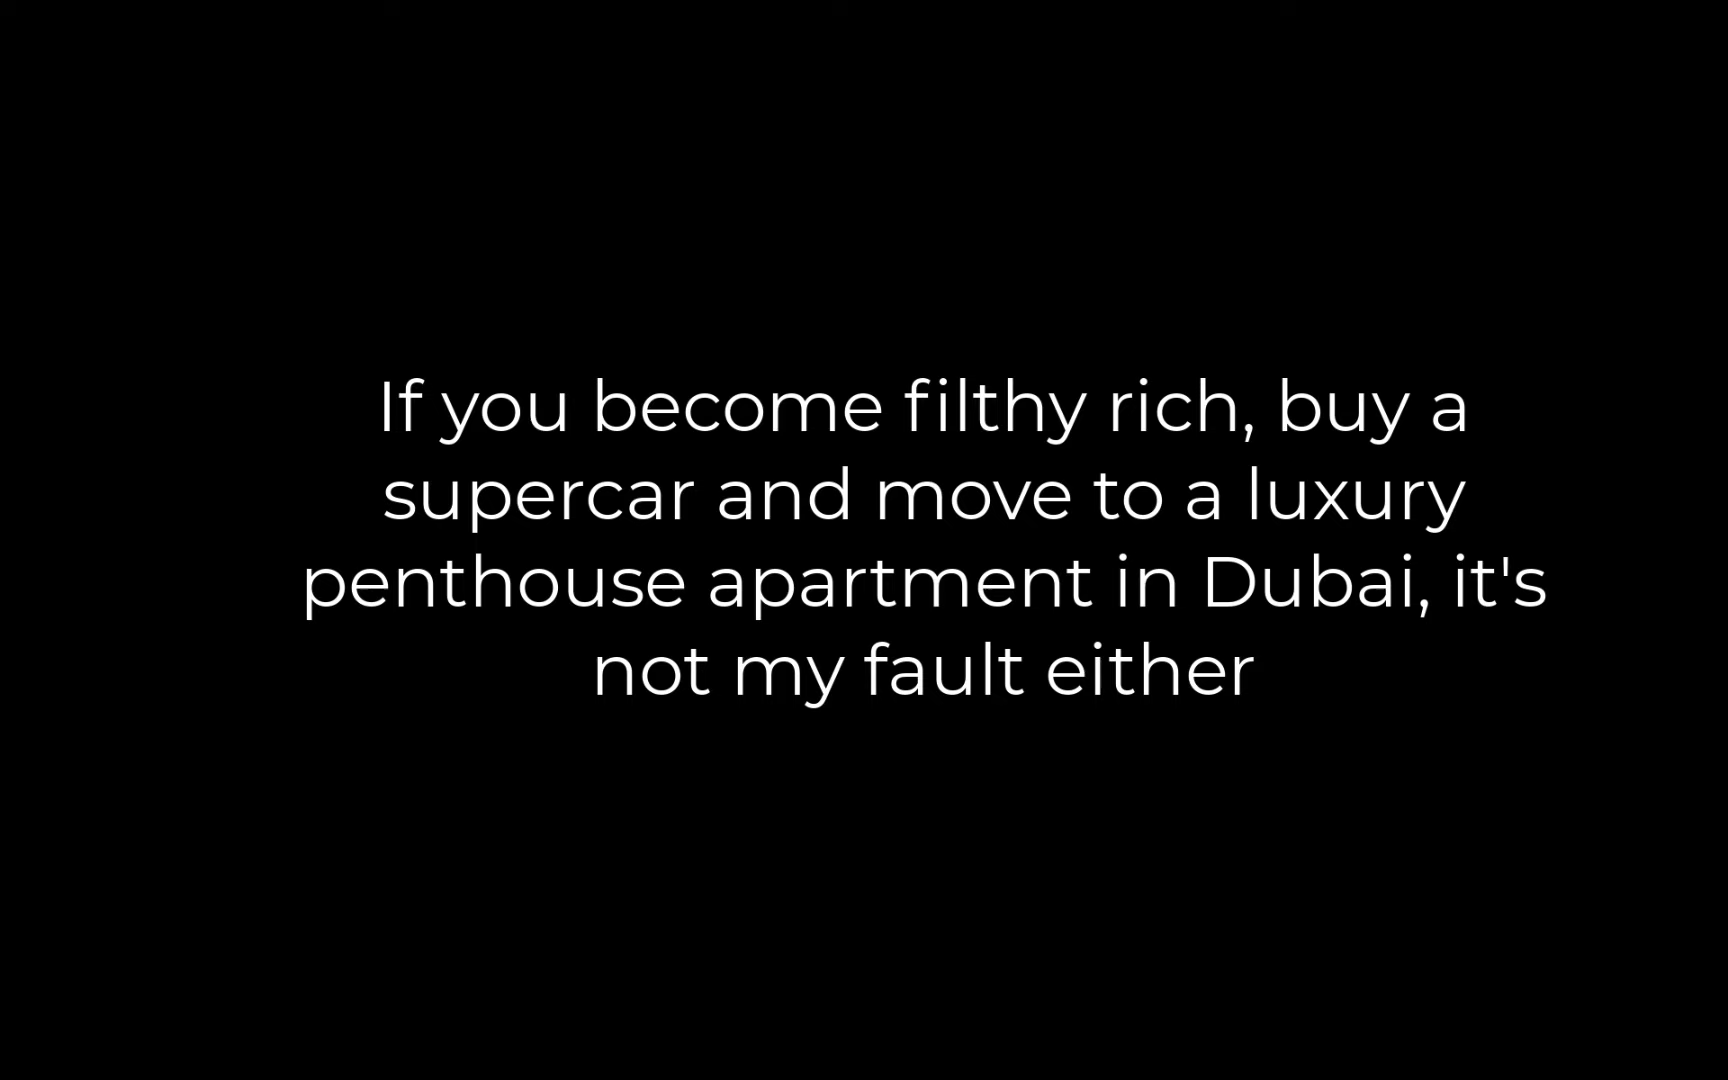 If you become filthy rich, buy a
supercar and move to a luxury
penthouse apartment in Dubai, it's
not my fault either